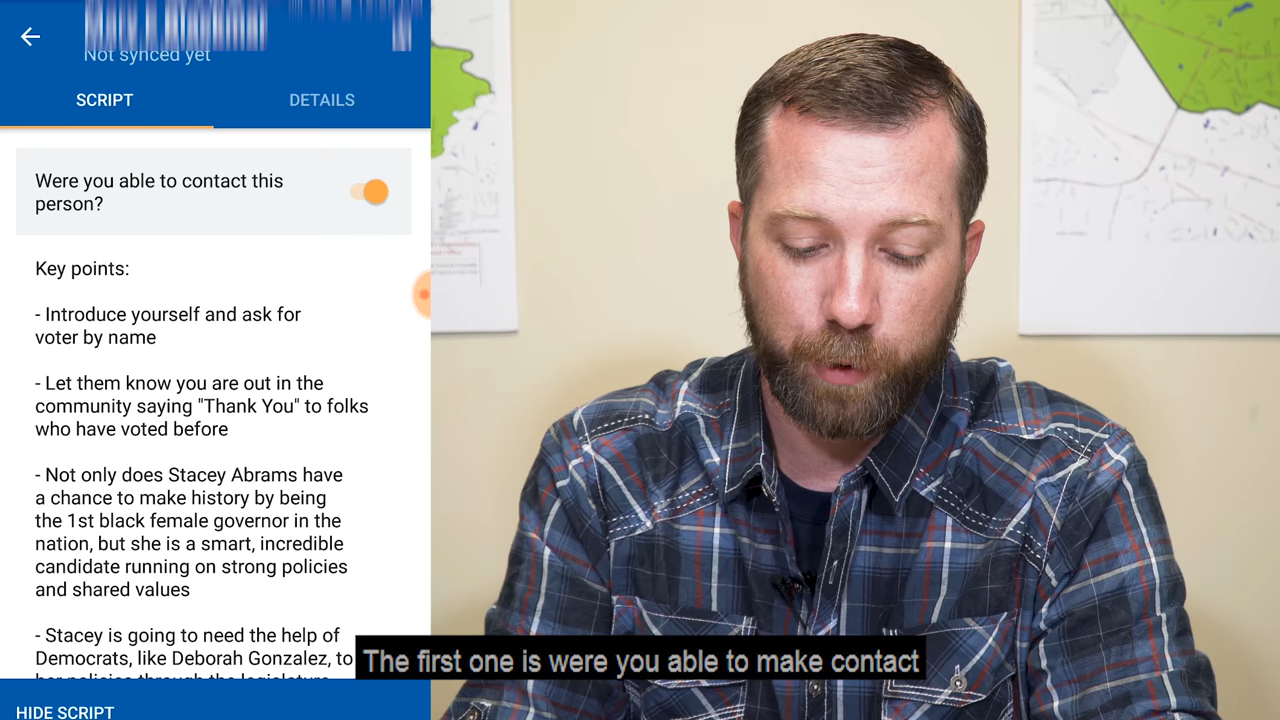 Not synced yet
SCRIPT
DETAILS
Were you able to contact this
person?
Key points:
- Introduce yourself and ask for
voter by name
- Let them know you are out in the
community saying "Thank You" to folks
who have voted before
- Not only does Stacey Abrams have
a chance to make history by being
the 1st black female governor in the
nation, but she is a smart, incredible
candidate running on strong policies
and shared values
- Stacey is going to need the help of
Democrats, like Deborah Gonzalez, to
her policies through the legislature
The first one is were you able to make contact
HIDE SCRIPT